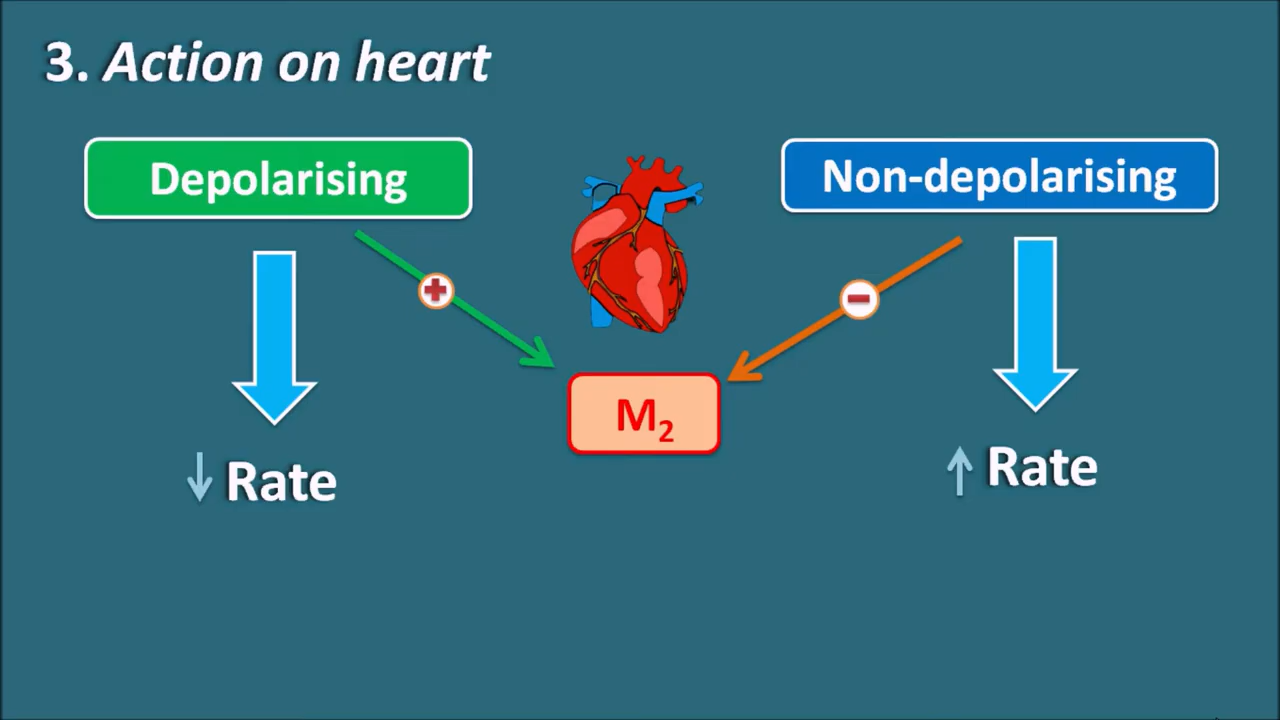 3. Action on heart
Depolarising
Non-depolarising
M₂
↓ Rate
↑ Rate